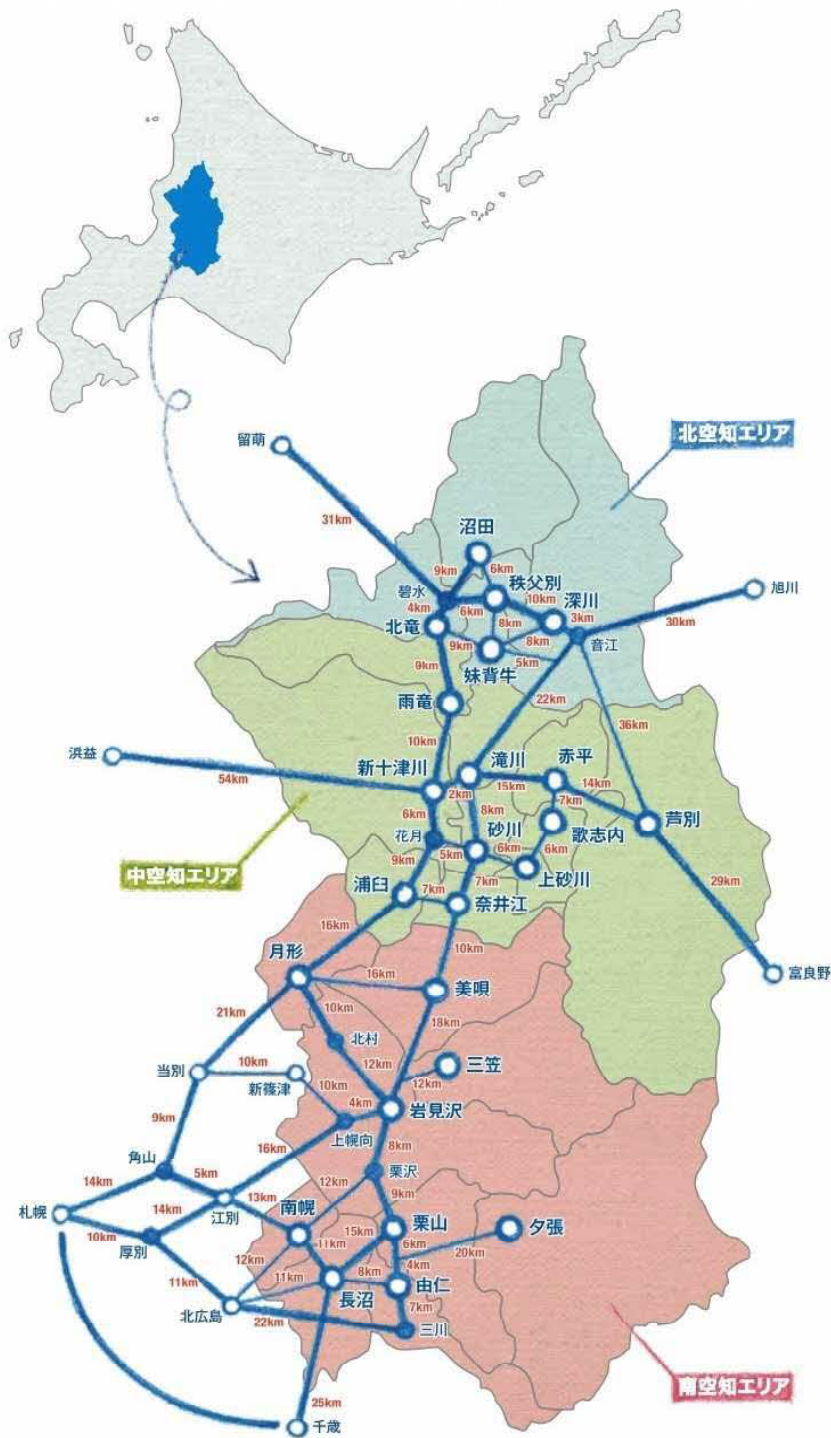 北空知エリア
留萌
31km
沼田
9km
6km
秩父別
碧水
10km
深川
旭川
4km
6km
8km
3km
北竜
8km
音江
30km
9km
5km
妹背牛
9km
22km
雨竜
36km
浜益
10km
滝川
赤平
新十津川
14km
54km
2km
15km
7km
6km
8km
芦別
花月
砂川
歌志内
9km
5km
6km
6km
中空知エリア
上砂川
29km
浦臼
7km
7km
奈井江
16km
10km
月形
富良野
16km
美唄
21km
10km
18km
北村
三笠
当別
10km
12km
12km
新篠津
10km
4km
岩見沢
9km
上幌向
16km
8km
角山
栗沢
5km
12km
14km
13km
9km
札幌
14km
江別
南幌
栗山
夕張
10km
15km
厚別
11km
6km
20km
12km
4km
11km
11km
8km
由仁
長沼
7km
北広島
22km
三川
南空知エリア
25km
千歳